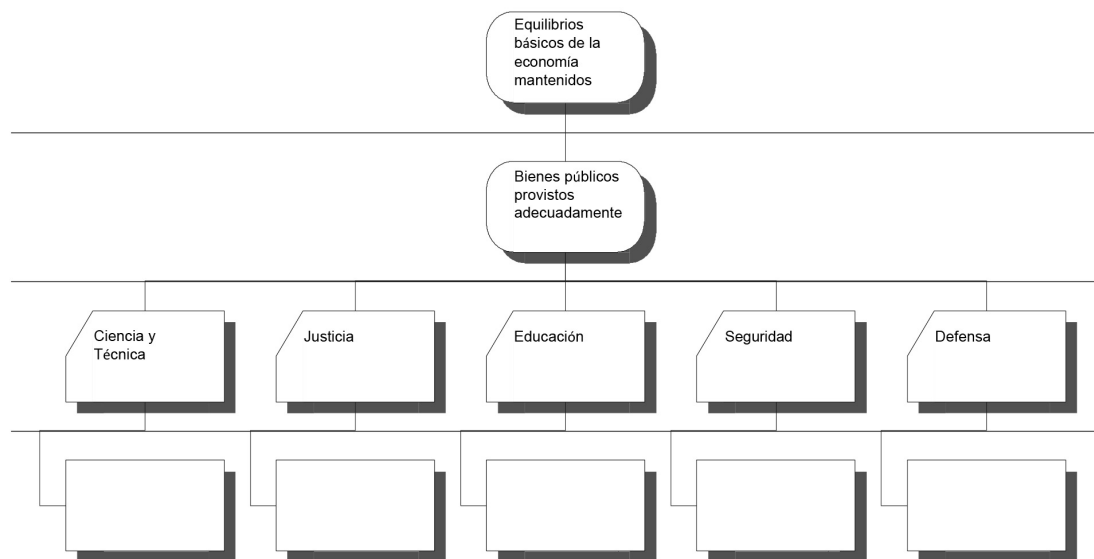 Equilibrios
básicos de la
economía
mantenidos
Bienes públicos
provistos
adecuadamente
Ciencia y
Técnica
Justicia
Educación
Seguridad
Defensa